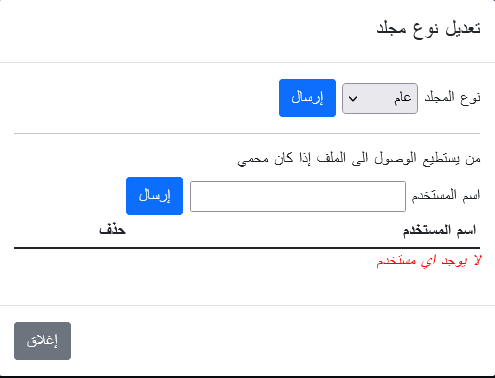 تعديل نوع مجلد
نوع المجلد عام إرسال
من يستطيع الوصول الى الملف إذا كان محمي
اسم المستخدم إرسال
اسم المستخدم حذف
لا يوجد اي مستخدم
إغلاق